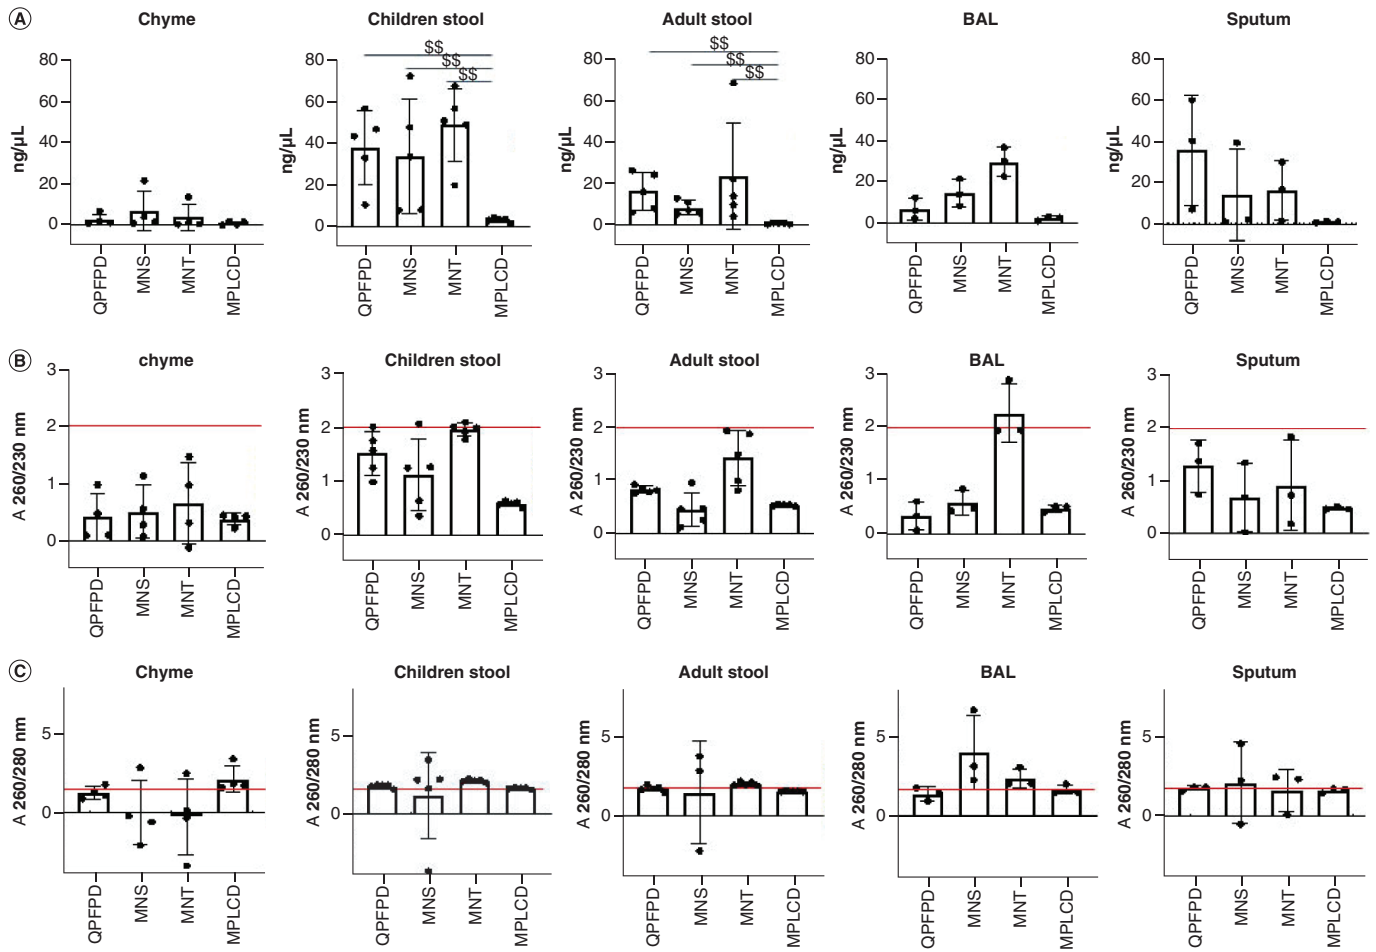 A Chyme Children stool Adult stool BAL Sputum
$$ $$ $$
$$ $$ $$
ng/µL 80 60 40 20 0
ng/µL 80 60 40 20 0
ng/µL 80 60 40 20 0
ng/µL 80 60 40 20 0
ng/µL 80 60 40 20 0
QPFPD MNS MNT MPLCD QPFPD MNS MNT MPLCD QPFPD MNS MNT MPLCD QPFPD MNS MNT MPLCD QPFPD MNS MNT MPLCD
B chyme Children stool Adult stool BAL Sputum
A 260/230 nm 3 2 1 0
A 260/230 nm 3 2 1 0
A 260/230 nm 3 2 1 0
A 260/230 nm 3 2 1 0
A 260/230 nm 3 2 1 0
QPFPD MNS MNT MPLCD QPFPD MNS MNT MPLCD QPFPD MNS MNT MPLCD QPFPD MNS MNT MPLCD QPFPD MNS MNT MPLCD
C Chyme Children stool Adult stool BAL Sputum
A 260/280 nm 5 0
A 260/280 nm 5 0
A 260/280 nm 5 0
A 260/280 nm 5 0
A 260/280 nm 5 0
QPFPD MNS MNT MPLCD QPFPD MNS MNT MPLCD QPFPD MNS MNT MPLCD QPFPD MNS MNT MPLCD QPFPD MNS MNT MPLCD